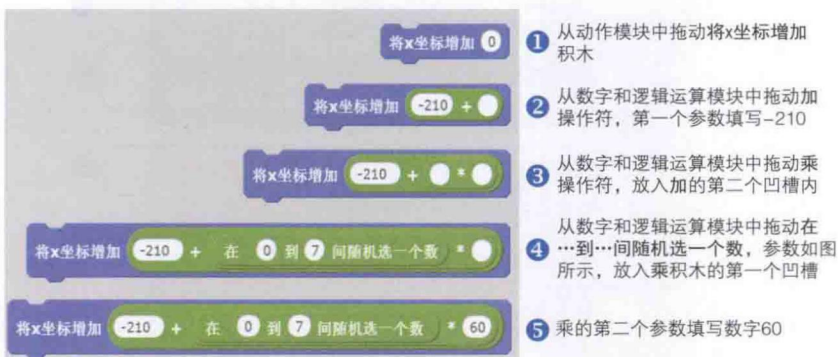 将x坐标增加 0
❶ 从动作模块中拖动将x坐标增加
积木
将x坐标增加 -210 +
❷ 从数字和逻辑运算模块中拖动加
操作符，第一个参数填写-210
将x坐标增加 -210 + *
❸ 从数字和逻辑运算模块中拖动乘
操作符，放入加的第二个凹槽内
将x坐标增加 -210 + 在 0 到 7 间随机选一个数 *
❹ 从数字和逻辑运算模块中拖动在
…到…间随机选一个数，参数如图
所示，放入乘积木的第一个凹槽
将x坐标增加 -210 + 在 0 到 7 间随机选一个数 * 60
❺ 乘的第二个参数填写数字60